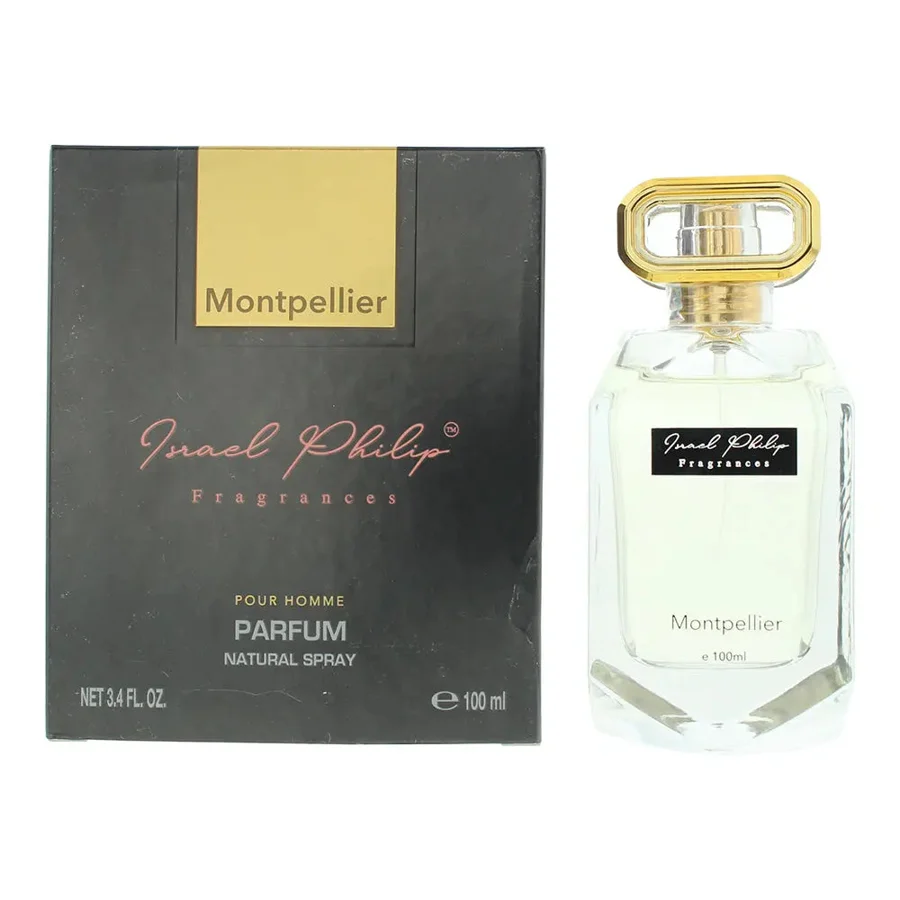 Montpellier
Israel Philip™
Fragrances
POUR HOMME
PARFUM
NATURAL SPRAY
NET 3.4 FL. OZ.
℮ 100 ml
Israel Philip
Fragrances
Montpellier
℮ 100ml